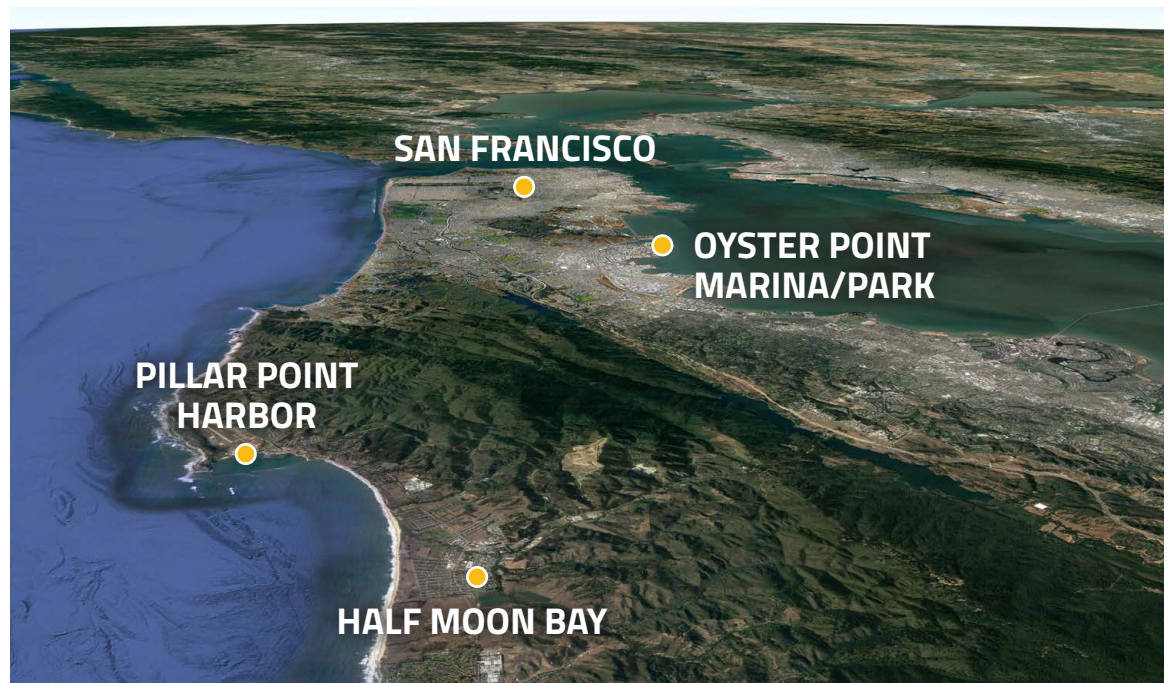 SAN FRANCISCO
OYSTER POINT
MARINA/PARK
PILLAR POINT
HARBOR
HALF MOON BAY